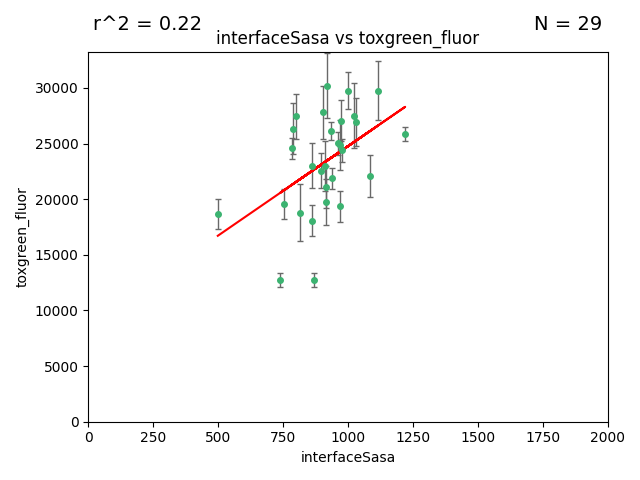 r^2 = 0.22
N = 29
interfaceSasa vs toxgreen_fluor
toxgreen_fluor
30000
25000
20000
15000
10000
5000
0
0 250 500 750 1000 1250 1500 1750 2000
interfaceSasa